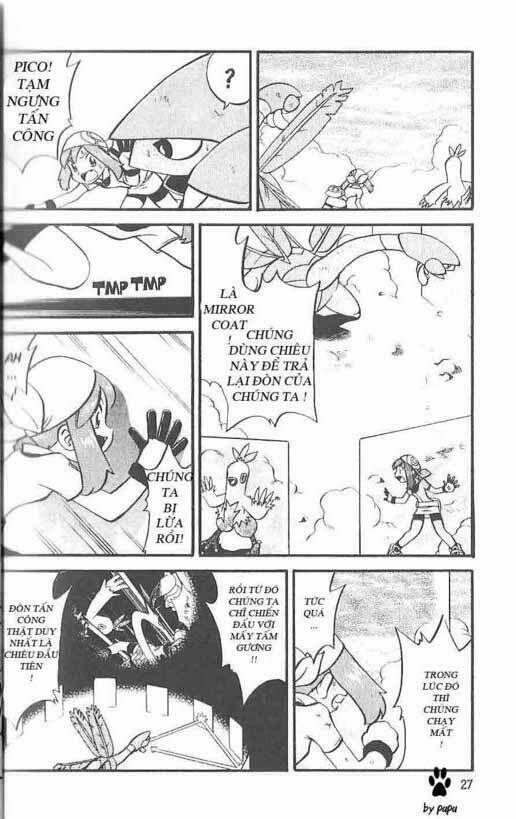 ?
PICO!
TẠM
NGƯNG
TẤN
CÔNG
LÀ
MIRROR
COAT
!
CHÚNG
DÙNG CHIÊU
NÀY ĐỂ TRẢ
LẠI ĐÒN CỦA
CHÚNG TA !
TMP TMP
AH
...
CHÚNG
TA
BỊ
LỪA
RỒI!
TỨC
QUÁ
...
TRONG
LÚC ĐÓ
THÌ
CHÚNG
CHẠY
MẤT
!
RỒI TỪ ĐÓ
CHÚNG TA
CHỈ CHIẾN
ĐẤU VỚI
MẤY TẤM
GƯƠNG
!!
ĐÒN TẤN
CÔNG
THẬT DUY
NHẤT LÀ
CHIÊU ĐẦU
TIÊN
!
27
by papu